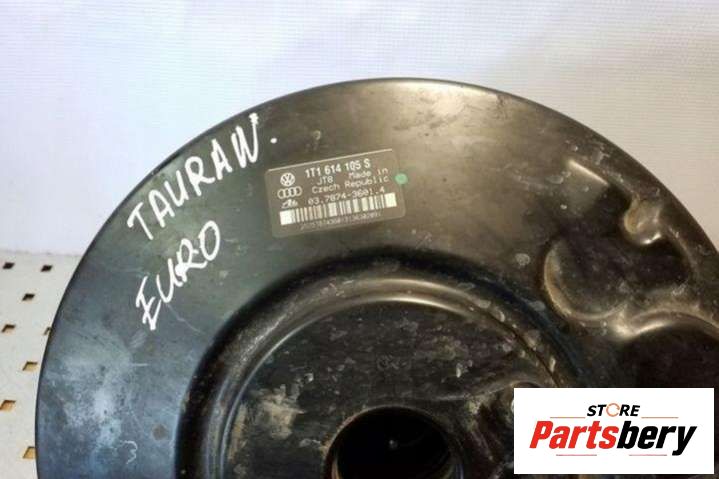 TAURAN.
EURO
1T1 614 105 S
JT8 Made in
Czech Republic
03.7874-3601.4
STORE
Partsbery